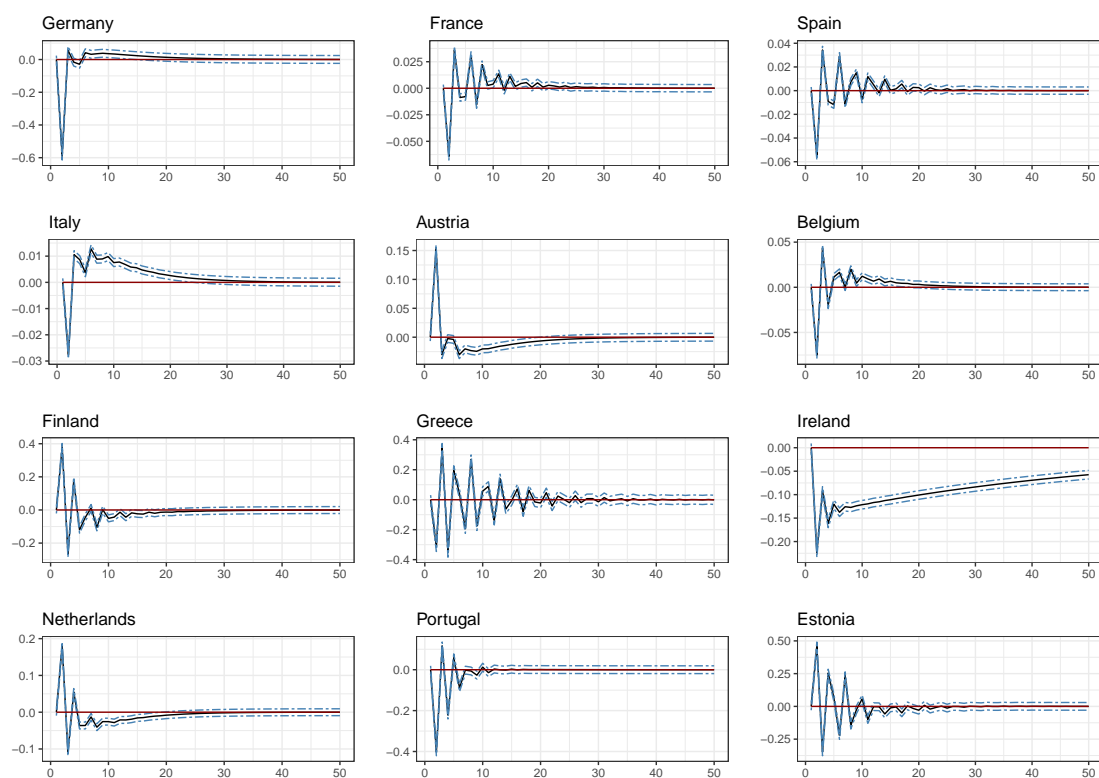 Germany
0.0
−0.2
−0.4
−0.6
0 10 20 30 40 50
France
0.025
0.000
−0.025
−0.050
0 10 20 30 40 50
Spain
0.04
0.02
0.00
−0.02
−0.04
−0.06
0 10 20 30 40 50
Italy
0.01
0.00
−0.01
−0.02
−0.03
0 10 20 30 40 50
Austria
0.15
0.10
0.05
0.00
0 10 20 30 40 50
Belgium
0.05
0.00
−0.05
0 10 20 30 40 50
Finland
0.4
0.2
0.0
−0.2
0 10 20 30 40 50
Greece
0.4
0.2
0.0
−0.2
−0.4
0 10 20 30 40 50
Ireland
0.00
−0.05
−0.10
−0.15
−0.20
0 10 20 30 40 50
Netherlands
0.2
0.1
0.0
−0.1
0 10 20 30 40 50
Portugal
0.0
−0.2
−0.4
0 10 20 30 40 50
Estonia
0.50
0.25
0.00
−0.25
0 10 20 30 40 50